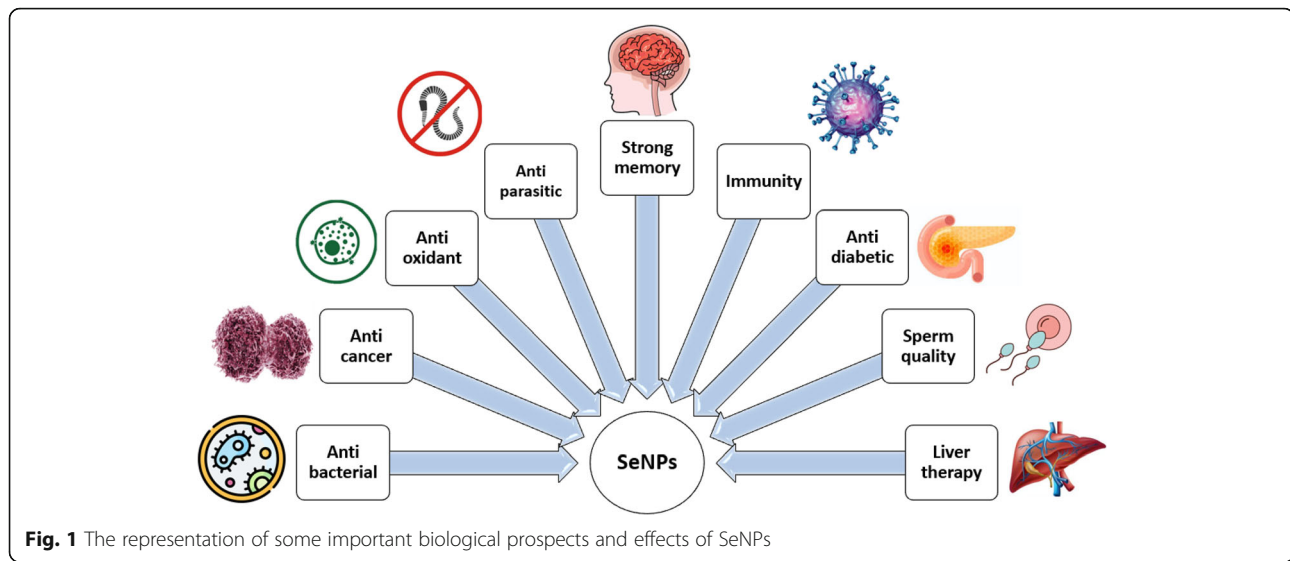 Strong
memory
Anti
parasitic
Immunity
Anti
oxidant
Anti
diabetic
Anti
cancer
Sperm
quality
Anti
bacterial
SeNPs
Liver
therapy
Fig. 1 The representation of some important biological prospects and effects of SeNPs